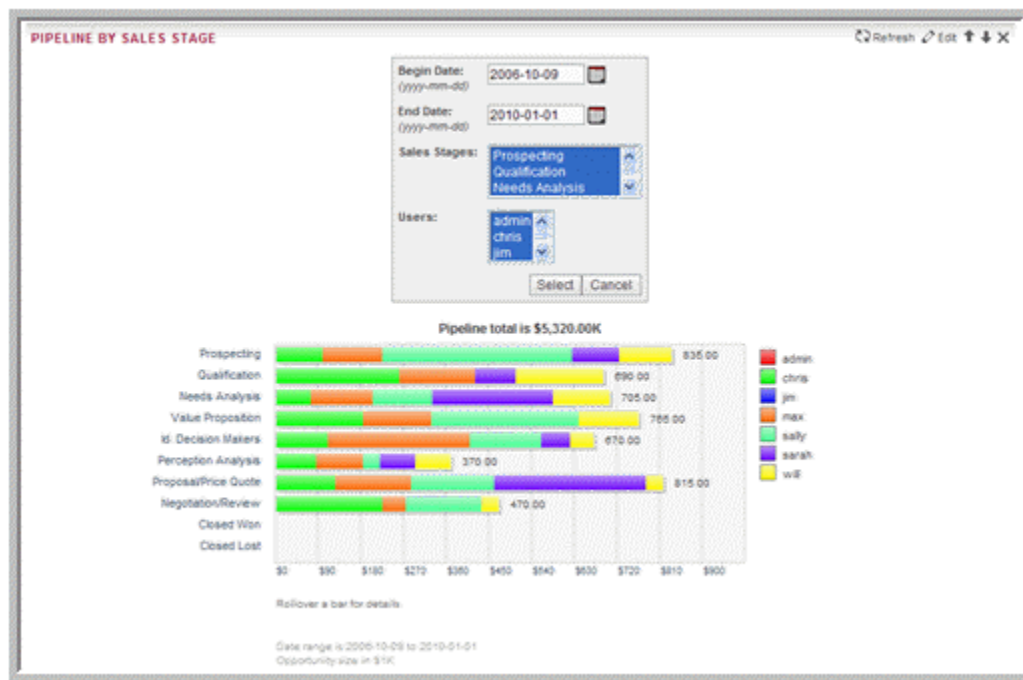 PIPELINE BY SALES STAGE
Refresh Edit
Begin Date: 2006-10-09
(yyyy-mm-dd)
End Date: 2010-01-01
(yyyy-mm-dd)
Sales Stages: Prospecting
Qualification
Needs Analysis
Users: admin
chris
jim
Select Cancel
Pipeline total is $5,320.00K
Prospecting 835.00
Qualification 690.00
Needs Analysis 705.00
Value Proposition 765.00
Id. Decision Makers 670.00
Perception Analysis 370.00
Proposal/Price Quote 815.00
Negotiation/Review 470.00
Closed Won
Closed Lost
$0 $90 $180 $270 $360 $450 $540 $630 $720 $810 $900
admin
chris
jim
max
sally
sarah
will
Rollover a bar for details.
Date range is 2006-10-09 to 2010-01-01
Opportunity size in $1K